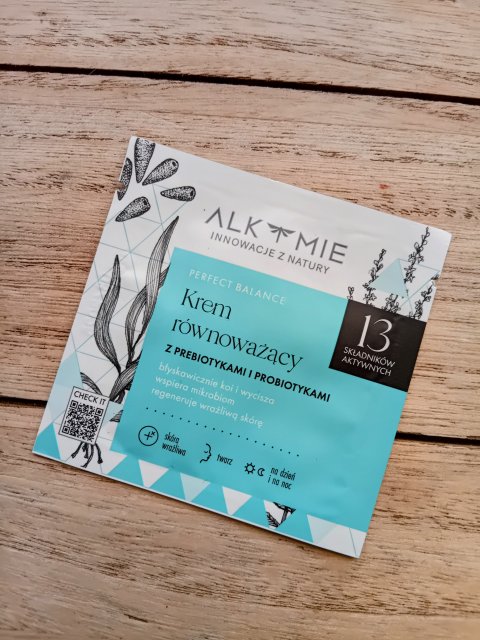 ALKMIE
INNOWACJE Z NATURY
PERFECT BALANCE
Krem
równoważący
Z PREBIOTYKAMI I PROBIOTYKAMI
błyskawicznie koi i wycisza
wspiera mikrobiom
regeneruje wrażliwą skórę
13
SKŁADNIKÓW
AKTYWNYCH
CHECK IT
skóra
wrażliwa
twarz
na dzień
i na noc